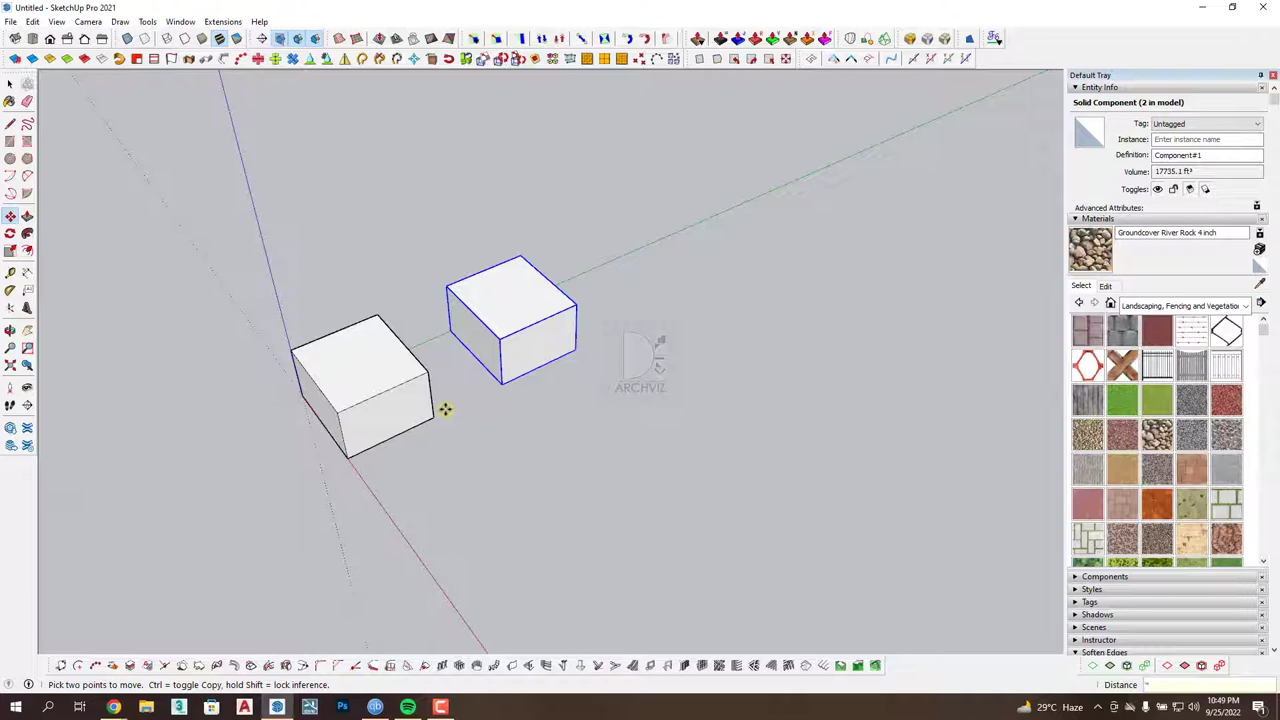 Untitled - SketchUp Pro 2021
File Edit View Camera Draw Tools Window Extensions Help
Default Tray
Entity Info
Solid Component (2 in model)
Tag: Untagged
Instance: Enter instance name
Definition: Component#1
Volume: 17735.1 ft³
Toggles:
Advanced Attributes:
Materials
Groundcover River Rock 4 inch
Select Edit
Landscaping, Fencing and Vegetation
ARCHVIZ
Components
Styles
Tags
Shadows
Scenes
Instructor
Soften Edges
Pick two points to move. Ctrl = toggle Copy, hold Shift = lock inference.
Distance
29°C Haze
10:49 PM
9/25/2022